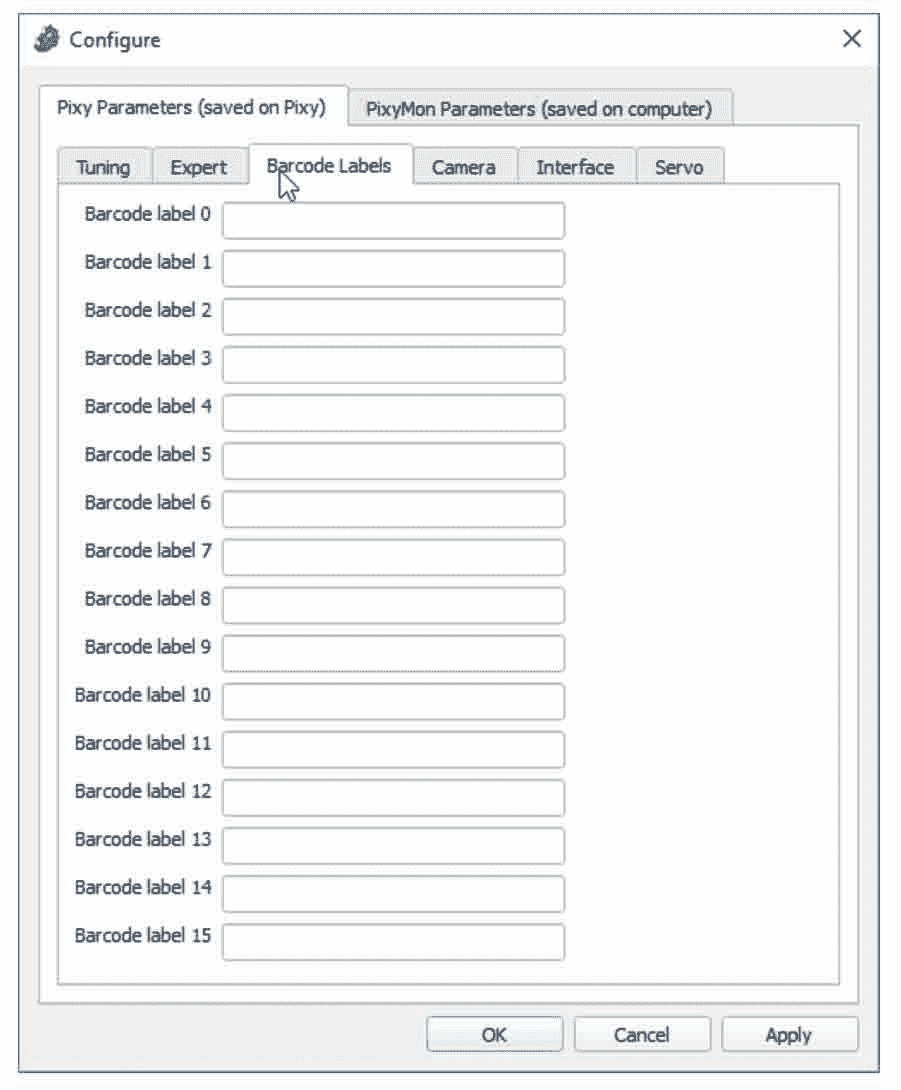 Configure
Pixy Parameters (saved on Pixy) PixyMon Parameters (saved on computer)
Tuning Expert Barcode Labels Camera Interface Servo
Barcode label 0
Barcode label 1
Barcode label 2
Barcode label 3
Barcode label 4
Barcode label 5
Barcode label 6
Barcode label 7
Barcode label 8
Barcode label 9
Barcode label 10
Barcode label 11
Barcode label 12
Barcode label 13
Barcode label 14
Barcode label 15
OK Cancel Apply